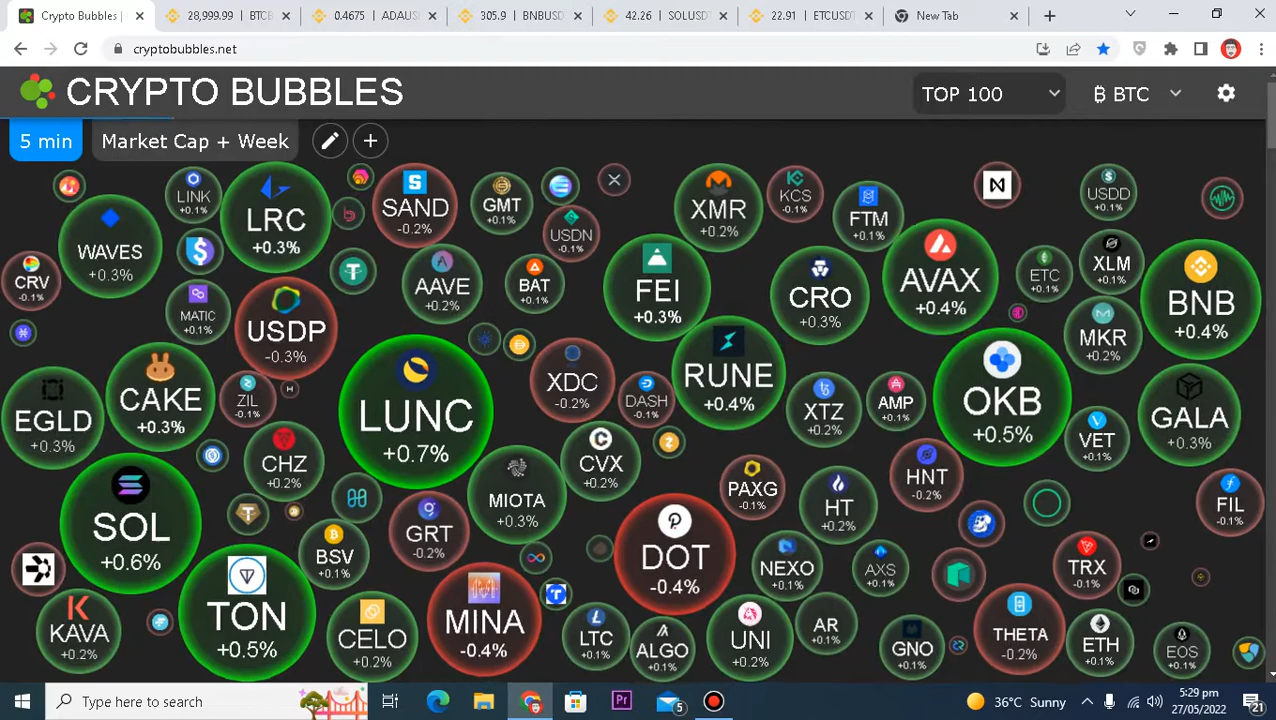 Crypto Bubbles |
28,999.99 | BTCB
0.4675 | ADAUS
305.9 | BNBUSD
42.26 | SOLUSDT
22.91 | ETCUSDT
New Tab
cryptobubbles.net
CRYPTO BUBBLES
TOP 100
₿ BTC
5 min
Market Cap + Week
LINK
+0.1%
LRC
+0.3%
SAND
-0.2%
GMT
+0.1%
USDN
-0.1%
XMR
+0.2%
KCS
-0.1%
FTM
+0.1%
USDD
+0.1%
WAVES
+0.3%
CRV
-0.1%
MATIC
+0.1%
USDP
-0.3%
AAVE
+0.2%
BAT
+0.1%
FEI
+0.3%
CRO
+0.3%
AVAX
+0.4%
ETC
+0.1%
XLM
+0.1%
BNB
+0.4%
MKR
+0.2%
EGLD
+0.3%
CAKE
+0.3%
ZIL
-0.1%
LUNC
+0.7%
XDC
-0.2%
DASH
-0.1%
RUNE
+0.4%
XTZ
+0.2%
AMP
+0.1%
OKB
+0.5%
VET
+0.1%
GALA
+0.3%
CHZ
+0.2%
MIOTA
+0.3%
CVX
+0.2%
PAXG
-0.1%
HT
+0.2%
HNT
-0.2%
FIL
-0.1%
SOL
+0.6%
BSV
+0.1%
GRT
-0.2%
DOT
-0.4%
NEXO
+0.1%
AXS
+0.1%
TRX
-0.1%
KAVA
+0.2%
TON
+0.5%
CELO
+0.2%
MINA
-0.4%
LTC
+0.1%
ALGO
+0.1%
UNI
+0.2%
AR
+0.1%
GNO
+0.1%
THETA
-0.2%
ETH
+0.1%
EOS
+0.1%
Type here to search
Pr
5
36°C Sunny
5:29 pm
27/05/2022
21